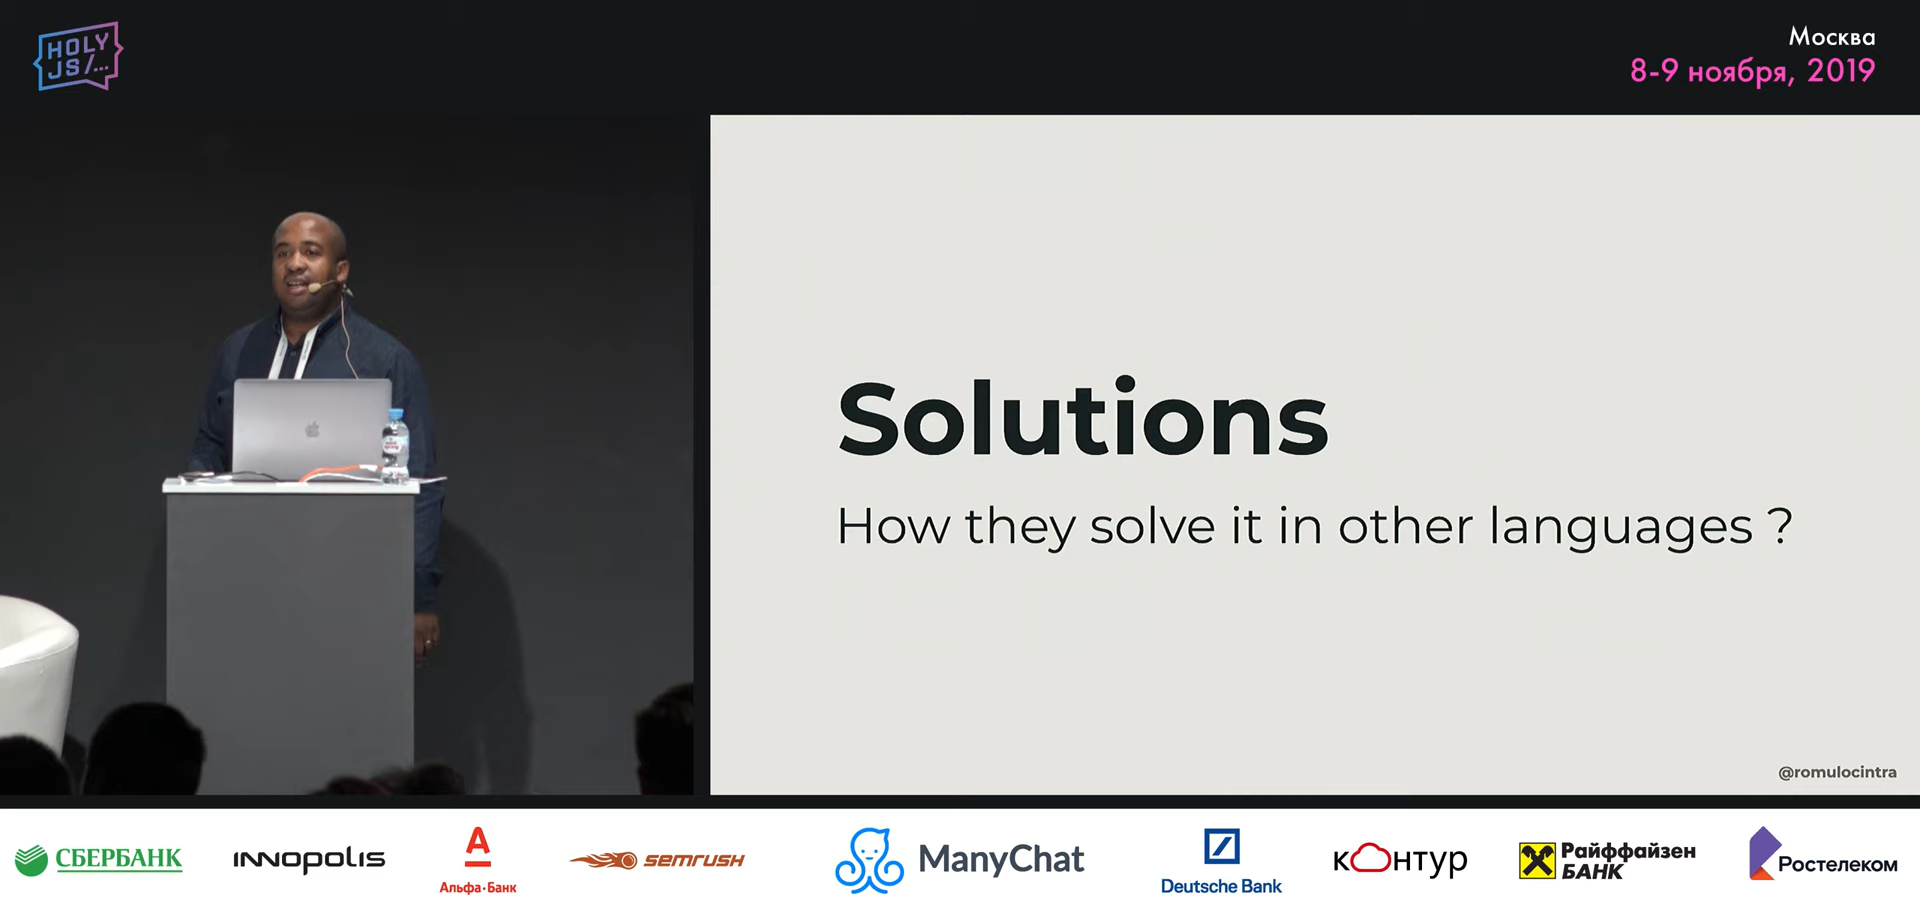 HOLY
JS/...
Москва
8-9 ноября, 2019
Solutions
How they solve it in other languages ?
@romulocintra
СБЕРБАНК
INNOPOLIS
Альфа·Банк
SEMRUSH
ManyChat
Deutsche Bank
кОнтур
Райффайзен
БАНК
Ростелеком